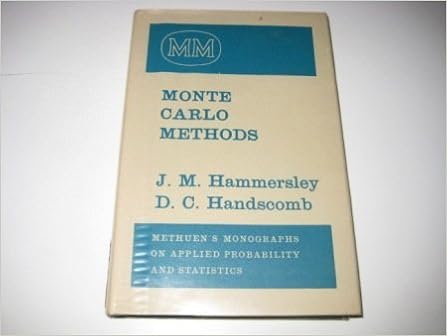 MM
MONTE
CARLO
METHODS
J. M. Hammersley
D. C. Handscomb
METHUEN'S MONOGRAPHS
ON APPLIED PROBABILITY
AND STATISTICS